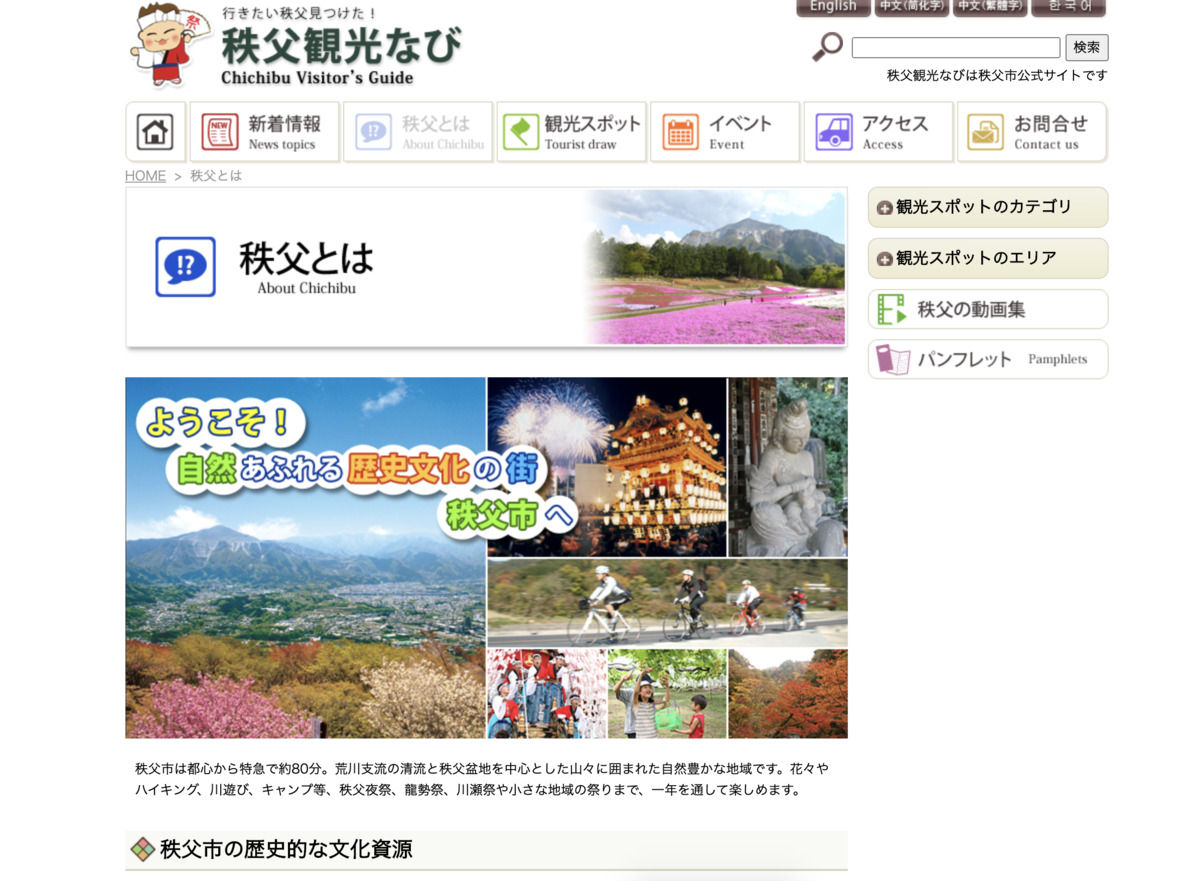 行きたい秩父見つけた！
秩父観光なび
Chichibu Visitor's Guide
祭
English
中文(简化字)
中文(繁體字)
한국어
検索
秩父観光なびは秩父市公式サイトです
新着情報
NEW
News topics
秩父とは
About Chichibu
観光スポット
Tourist draw
イベント
Event
アクセス
Access
お問合せ
Contact us
HOME > 秩父とは
!?
秩父とは
About Chichibu
観光スポットのカテゴリ
観光スポットのエリア
秩父の動画集
パンフレット Pamphlets
ようこそ！
自然あふれる歴史文化の街
秩父市へ
秩父市は都心から特急で約80分。荒川支流の清流と秩父盆地を中心とした山々に囲まれた自然豊かな地域です。花々や
ハイキング、川遊び、キャンプ等、秩父夜祭、龍勢祭、川瀬祭や小さな地域の祭りまで、一年を通して楽しめます。
秩父市の歴史的な文化資源